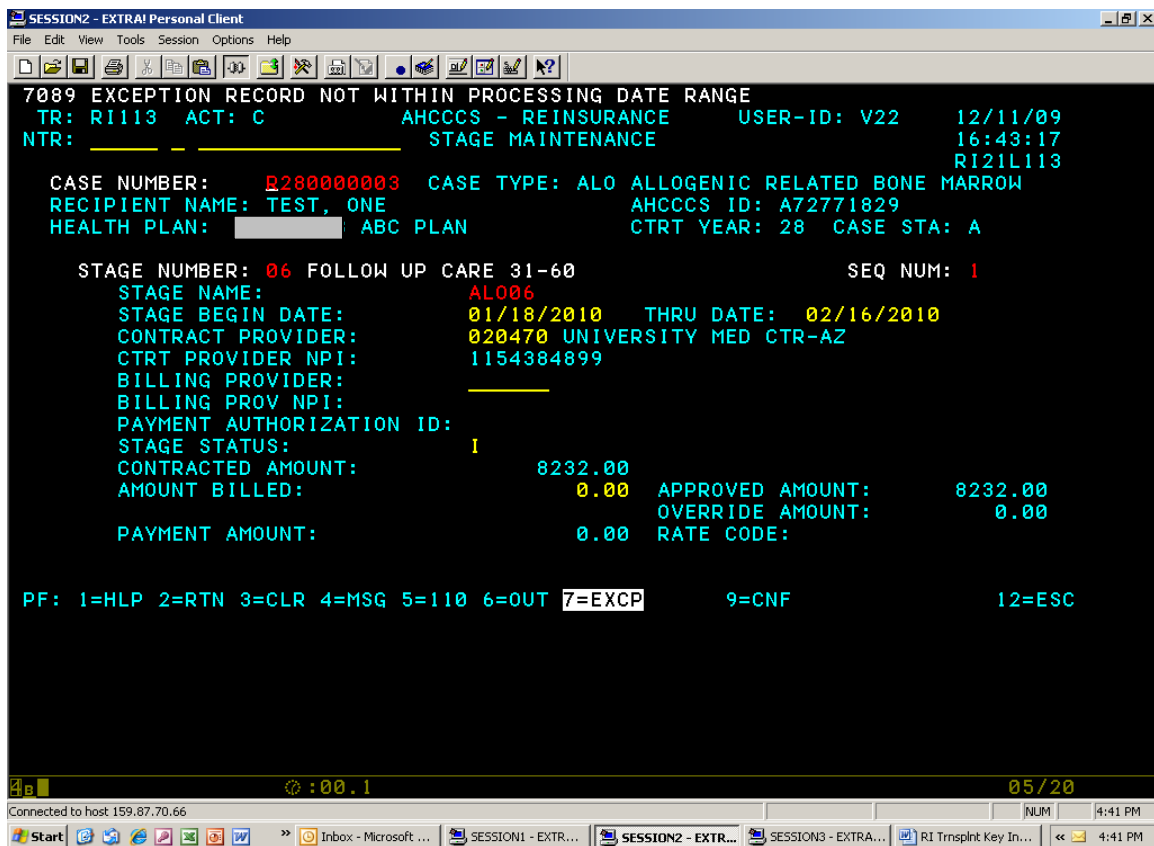 SESSION2 - EXTRA! Personal Client
File Edit View Tools Session Options Help
7089 EXCEPTION RECORD NOT WITHIN PROCESSING DATE RANGE
TR: RI113 ACT: C AHCCCS - REINSURANCE USER-ID: V22 12/11/09
NTR: ______ _ __________________ STAGE MAINTENANCE 16:43:17
RI21L113
CASE NUMBER: R280000003 CASE TYPE: ALO ALLOGENIC RELATED BONE MARROW
RECIPIENT NAME: TEST, ONE AHCCCS ID: A72771829
HEALTH PLAN: ABC PLAN CTRT YEAR: 28 CASE STA: A
STAGE NUMBER: 06 FOLLOW UP CARE 31-60 SEQ NUM: 1
STAGE NAME: ALO06
STAGE BEGIN DATE: 01/18/2010 THRU DATE: 02/16/2010
CONTRACT PROVIDER: 020470 UNIVERSITY MED CTR-AZ
CTRT PROVIDER NPI: 1154384899
BILLING PROVIDER: ______
BILLING PROV NPI:
PAYMENT AUTHORIZATION ID:
STAGE STATUS: I
CONTRACTED AMOUNT: 8232.00
AMOUNT BILLED: 0.00 APPROVED AMOUNT: 8232.00
OVERRIDE AMOUNT: 0.00
PAYMENT AMOUNT: 0.00 RATE CODE:
PF: 1=HLP 2=RTN 3=CLR 4=MSG 5=110 6=OUT 7=EXCP 9=CNF 12=ESC
4B :00.1 05/20
Connected to host 159.87.70.66 NUM 4:41 PM
Start » Inbox - Microsoft ... SESSION1 - EXTR... SESSION2 - EXTR... SESSION3 - EXTRA... RI Trnsplnt Key In... « 4:41 PM